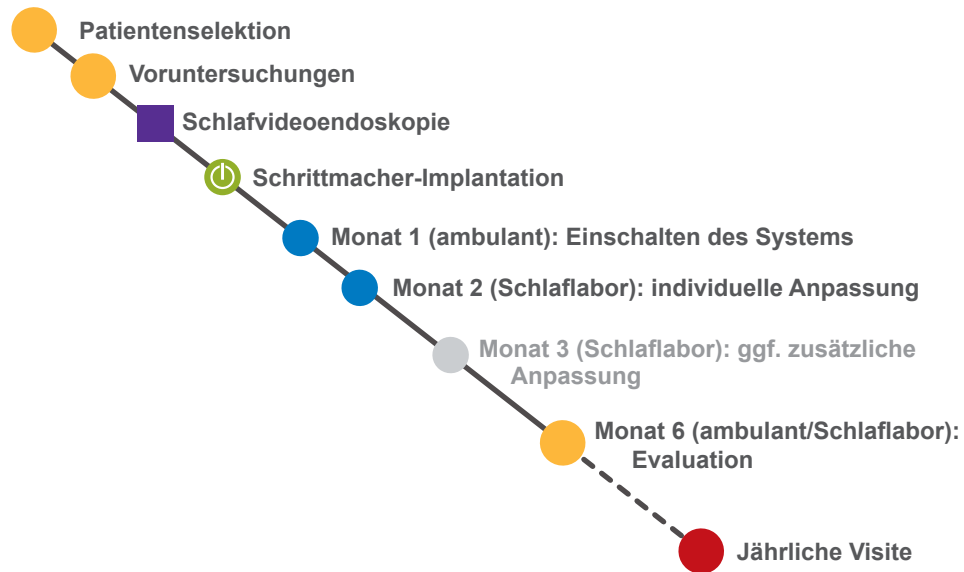 Patientenselektion
Voruntersuchungen
Schlafvideoendoskopie
Schrittmacher-Implantation
Monat 1 (ambulant): Einschalten des Systems
Monat 2 (Schlaflabor): individuelle Anpassung
Monat 3 (Schlaflabor): ggf. zusätzliche
Anpassung
Monat 6 (ambulant/Schlaflabor):
Evaluation
Jährliche Visite